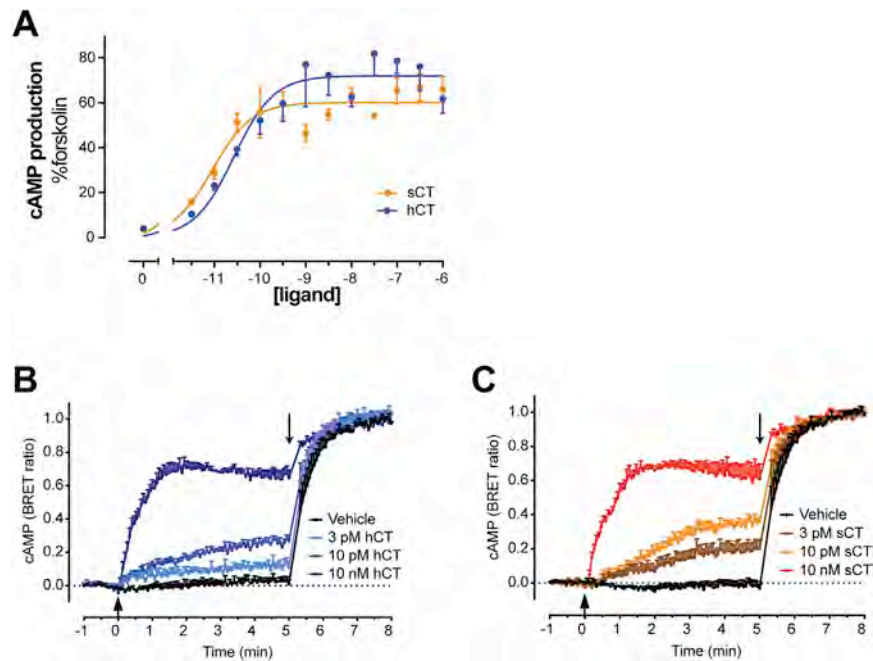 A
cAMP production
%forskolin
80
60
40
20
0
sCT
hCT
0 -11 -10 -9 -8 -7 -6
[ligand]
B
cAMP (BRET ratio)
1.0
0.8
0.6
0.4
0.2
0.0
Vehicle
3 pM hCT
10 pM hCT
10 nM hCT
-1 0 1 2 3 4 5 6 7 8
Time (min)
C
cAMP (BRET ratio)
1.0
0.8
0.6
0.4
0.2
0.0
Vehicle
3 pM sCT
10 pM sCT
10 nM sCT
-1 0 1 2 3 4 5 6 7 8
Time (min)